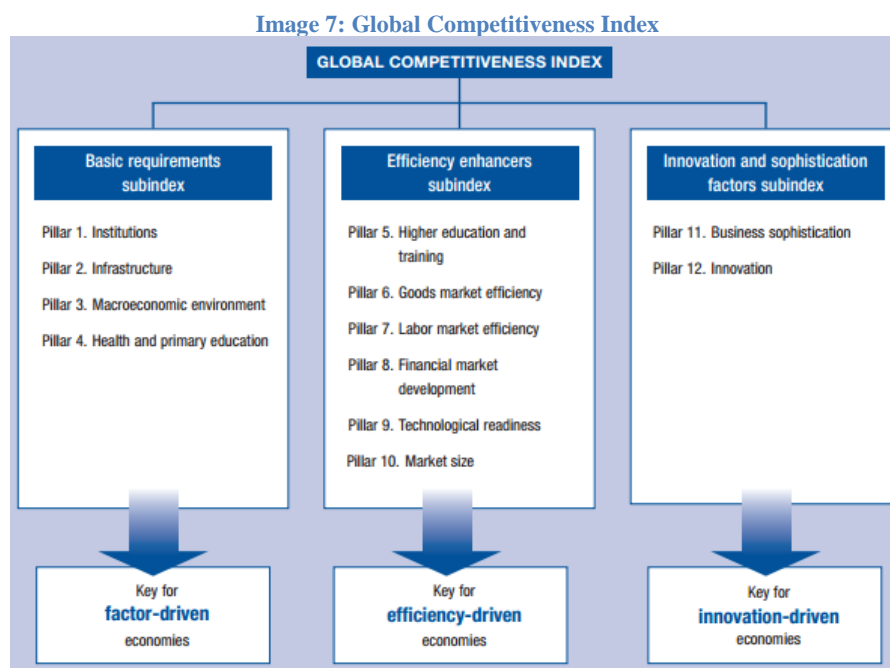 Image 7: Global Competitiveness Index
GLOBAL COMPETITIVENESS INDEX
Basic requirements
subindex
Pillar 1. Institutions
Pillar 2. Infrastructure
Pillar 3. Macroeconomic environment
Pillar 4. Health and primary education
Key for
factor-driven
economies
Efficiency enhancers
subindex
Pillar 5. Higher education and
training
Pillar 6. Goods market efficiency
Pillar 7. Labor market efficiency
Pillar 8. Financial market
development
Pillar 9. Technological readiness
Pillar 10. Market size
Key for
efficiency-driven
economies
Innovation and sophistication
factors subindex
Pillar 11. Business sophistication
Pillar 12. Innovation
Key for
innovation-driven
economies